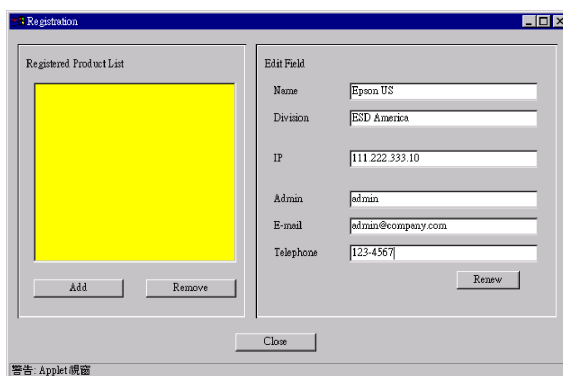 Registration
Registered Product List
Add
Remove
Edit Field
Name
Epson US
Division
ESD America
IP
111.222.333.10
Admin
admin
E-mail
admin@company.com
Telephone
123-4567
Renew
Close
警告: Applet 視窗